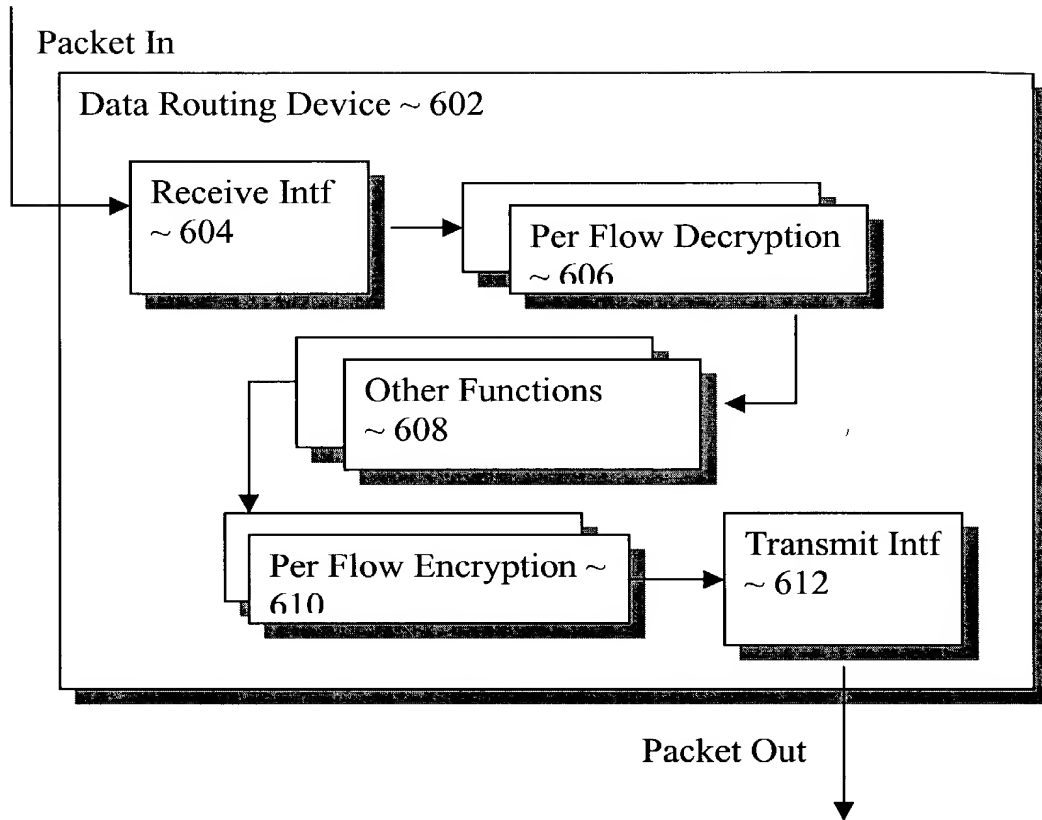 Packet In
Data Routing Device ~ 602
Receive Intf
~ 604
Per Flow Decryption
~ 606
Other Functions
~ 608
Per Flow Encryption ~
610
Transmit Intf
~ 612
Packet Out